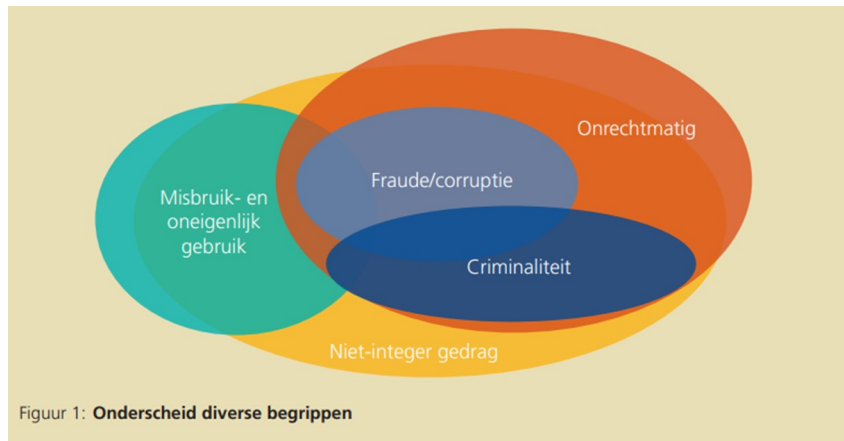 Onrechtmatig
Fraude/corruptie
Misbruik- en
oneigenlijk
gebruik
Criminaliteit
Niet-integer gedrag
Figuur 1: Onderscheid diverse begrippen